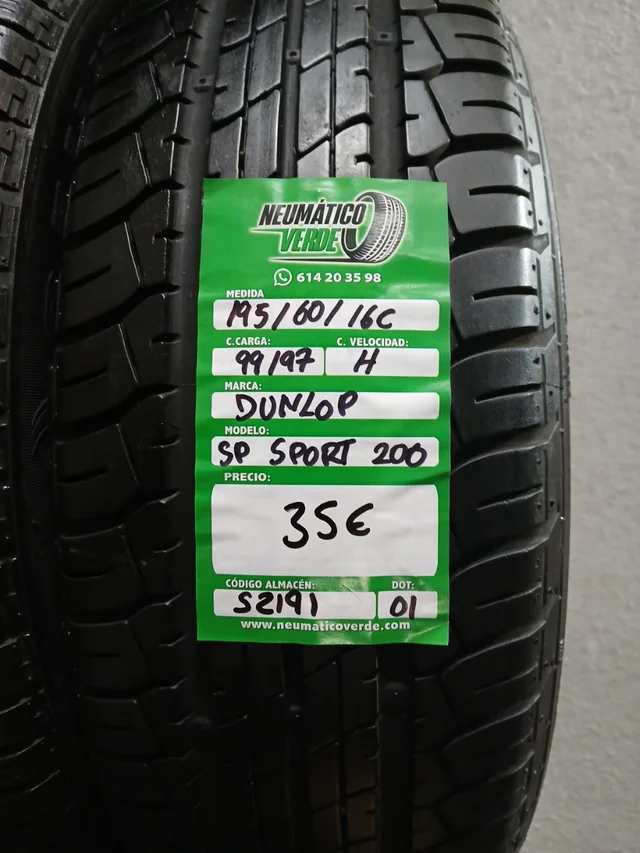 NEUMÁTICO
VERDE
614 20 35 98
MEDIDA
195/60/16C
C.CARGA: C. VELOCIDAD:
99/97 H
MARCA:
DUNLOP
MODELO:
SP SPORT 200
PRECIO:
35€
CÓDIGO ALMACÉN: DOT:
S2191 01
www.neumaticoverde.com